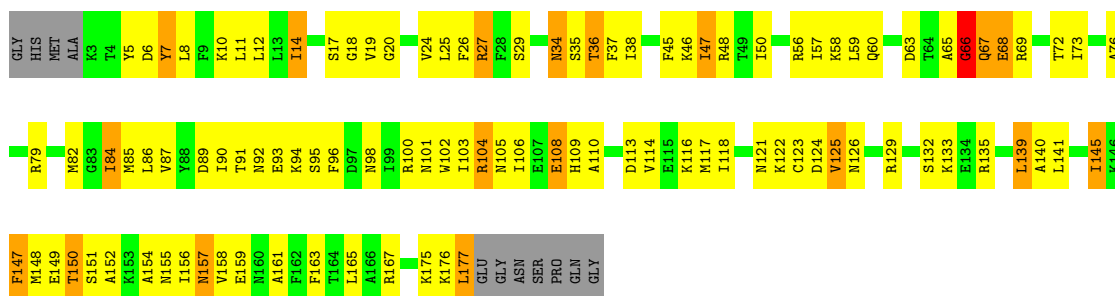 GLY HIS MET ALA K3 T4 Y5 D6 Y7 L8 F9 K10 L11 L12 L13 I14 S17 G18 V19 G20 V24 L25 F26 R27 F28 S29 N34 S35 T36 F37 I38 F45 K46 I47 R48 T49 I50 R56 I57 K58 L59 Q60 D63 T64 A65 G66 Q67 E68 R69 T72 I73 A76
R79 M82 G83 I84 M85 L86 V87 Y88 D89 I90 T91 N92 E93 K94 S95 F96 D97 N98 I99 R100 N101 W102 I103 R104 N105 I106 E107 E108 H109 A110 D113 V114 E115 K116 M117 I118 N121 K122 C123 D124 V125 N126 R129 S132 K133 E134 R135 L139 A140 L141 I145 K146
F147 M148 E149 T150 S151 A152 K153 A154 N155 I156 N157 V158 E159 N160 A161 F162 F163 T164 L165 A166 R167 K175 K176 L177 GLU GLY ASN SER PRO GLN GLY